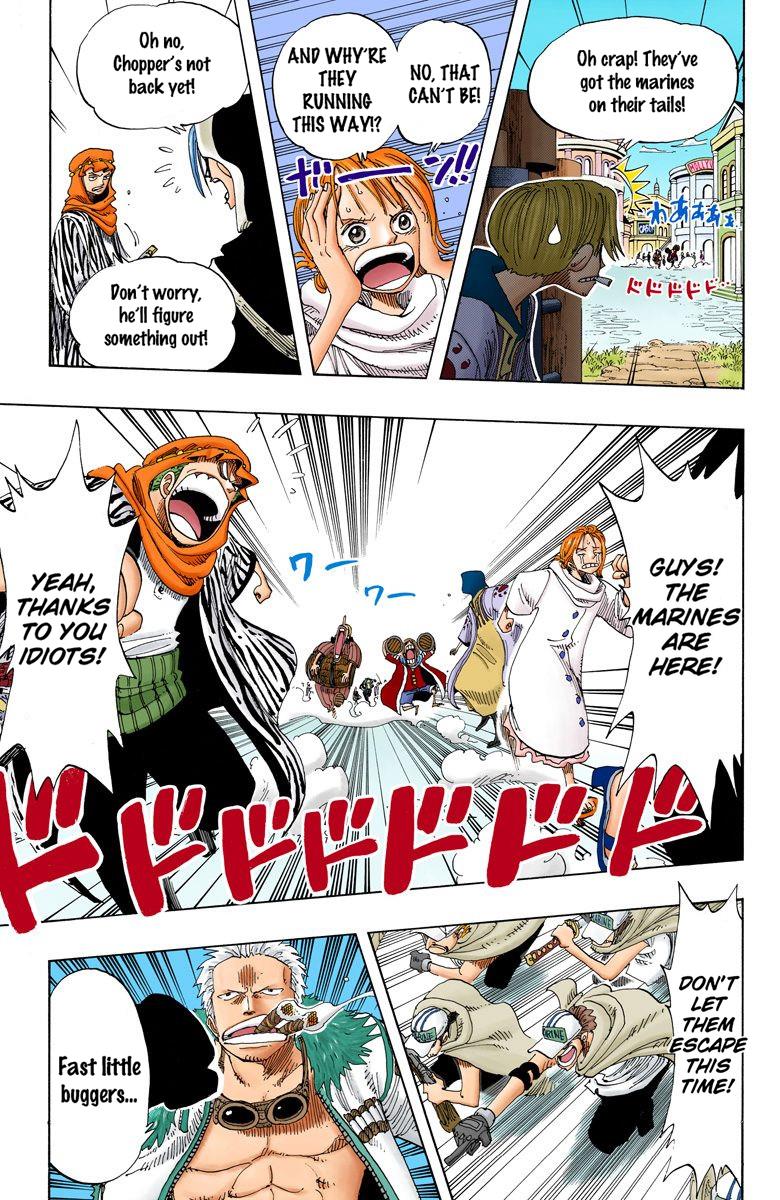 Oh crap! They've
got the marines
on their tails!
わあああぁ
ドドドドド…
NO, THAT
CAN'T BE!
AND WHY'RE
THEY
RUNNING
THIS WAY!?
ガーーン!!
Oh no,
Chopper's not
back yet!
Don't worry,
he'll figure
something out!
GUYS!
THE
MARINES
ARE
HERE!
ワー
ワー
YEAH,
THANKS
TO YOU
IDIOTS!
ドドドドドドドド
DON'T
LET
THEM
ESCAPE
THIS
TIME!
MARINE
Fast little
buggers...